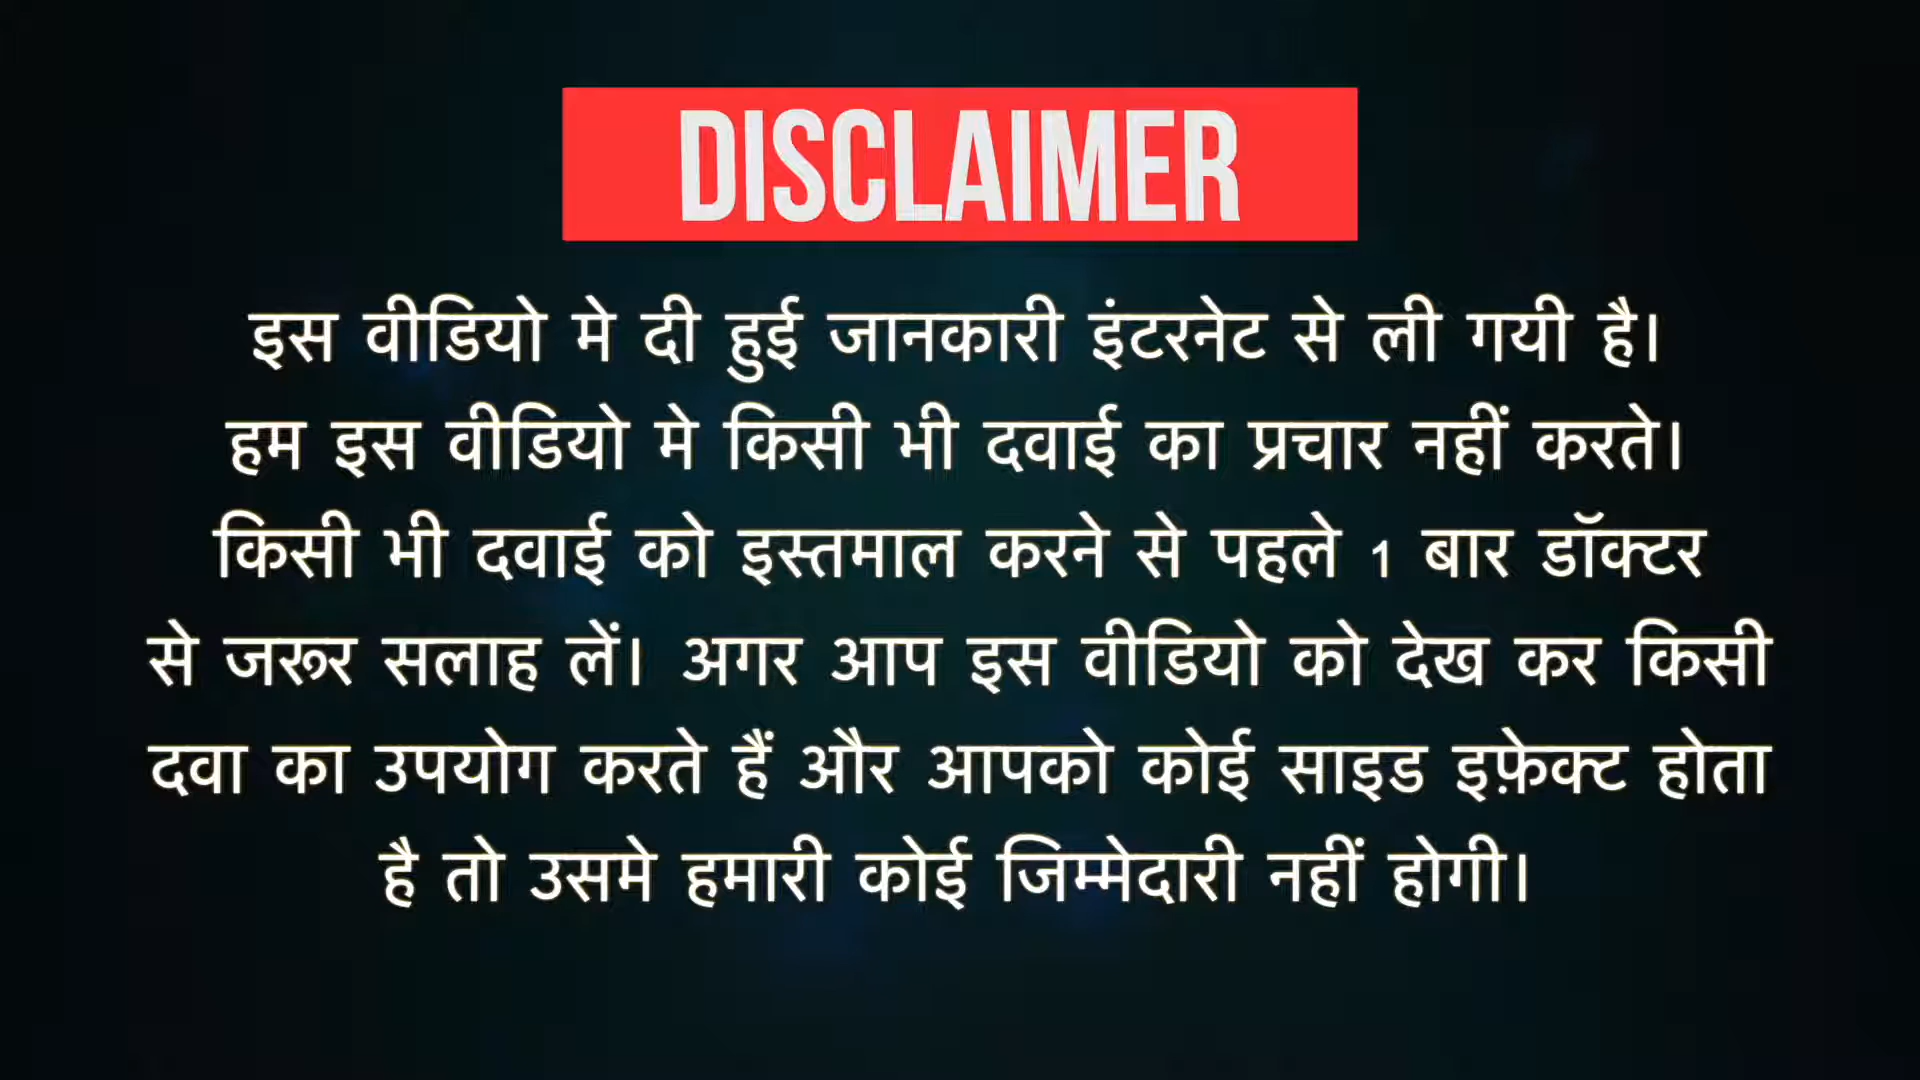 DISCLAIMER
इस वीडियो मे दी हुई जानकारी इंटरनेट से ली गयी है।
हम इस वीडियो मे किसी भी दवाई का प्रचार नहीं करते।
किसी भी दवाई को इस्तमाल करने से पहले 1 बार डॉक्टर
से जरूर सलाह लें। अगर आप इस वीडियो को देख कर किसी
दवा का उपयोग करते हैं और आपको कोई साइड इफ़ेक्ट होता
है तो उसमे हमारी कोई जिम्मेदारी नहीं होगी।